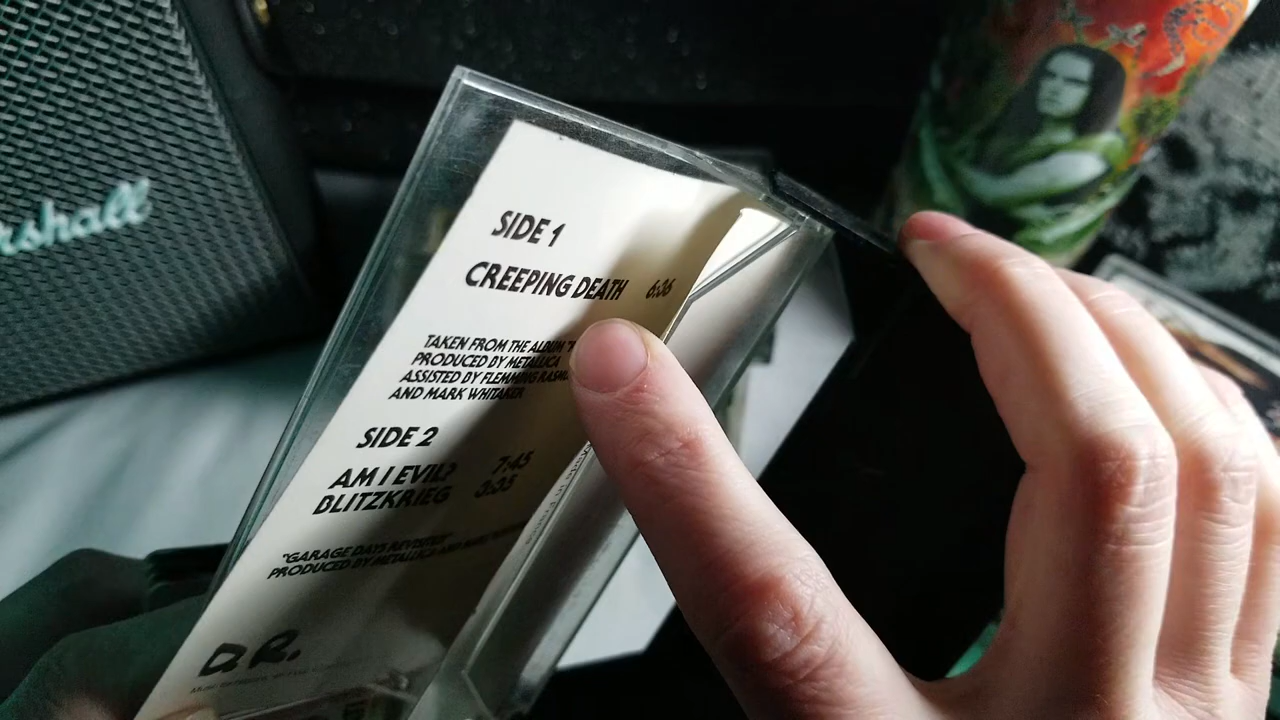 rshall
SIDE 1
CREEPING DEATH 6:36
TAKEN FROM THE ALBUM
PRODUCED BY METALLICA
ASSISTED BY FLEMMING RASM
AND MARK WHITAKER
SIDE 2
AM I EVIL? 7:45
BLITZKRIEG 3:35
"GARAGE DAYS REVISITED"
PRODUCED BY METALLICA AND
D.R.